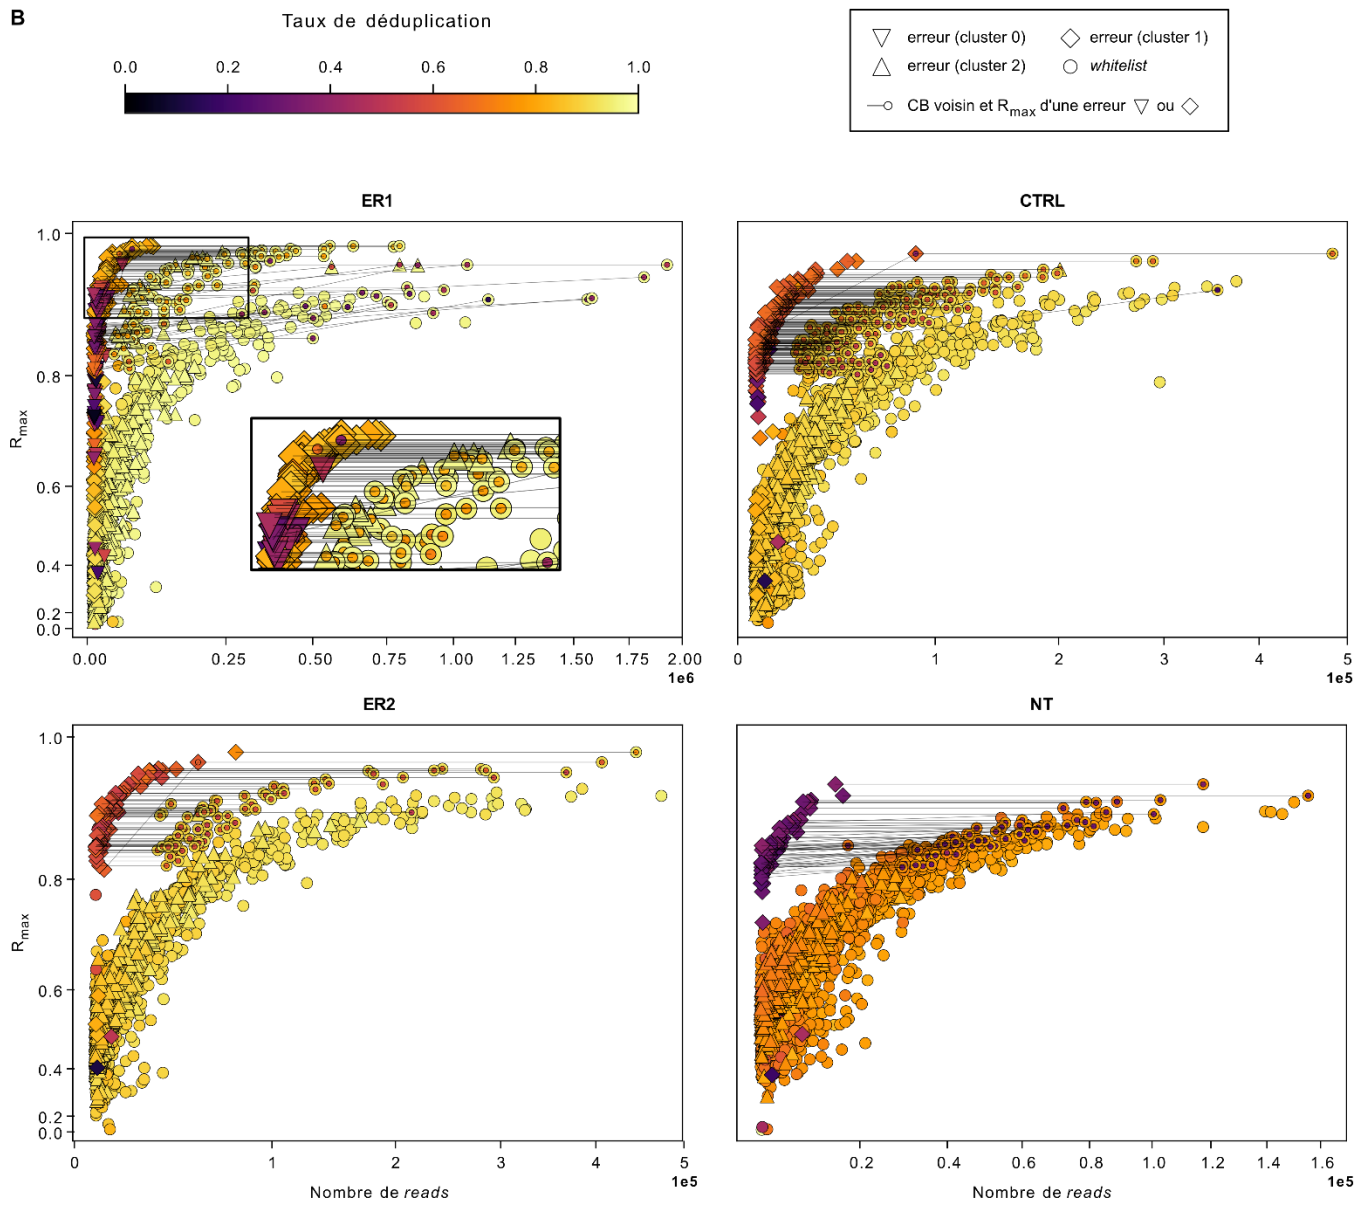 B
Taux de déduplication
0.0 0.2 0.4 0.6 0.8 1.0
erreur (cluster 0) erreur (cluster 1)
erreur (cluster 2) whitelist
CB voisin et Rmax d'une erreur ▽ ou ◇
ER1
1.0
0.8
0.6
0.4
0.2
0.0
Rmax
0.00 0.25 0.50 0.75 1.00 1.25 1.50 1.75 2.00
1e6
CTRL
0 1 2 3 4 5
1e5
ER2
1.0
0.8
0.6
0.4
0.2
0.0
Rmax
0 1 2 3 4 5
1e5
Nombre de reads
NT
0.2 0.4 0.6 0.8 1.0 1.2 1.4 1.6
1e5
Nombre de reads